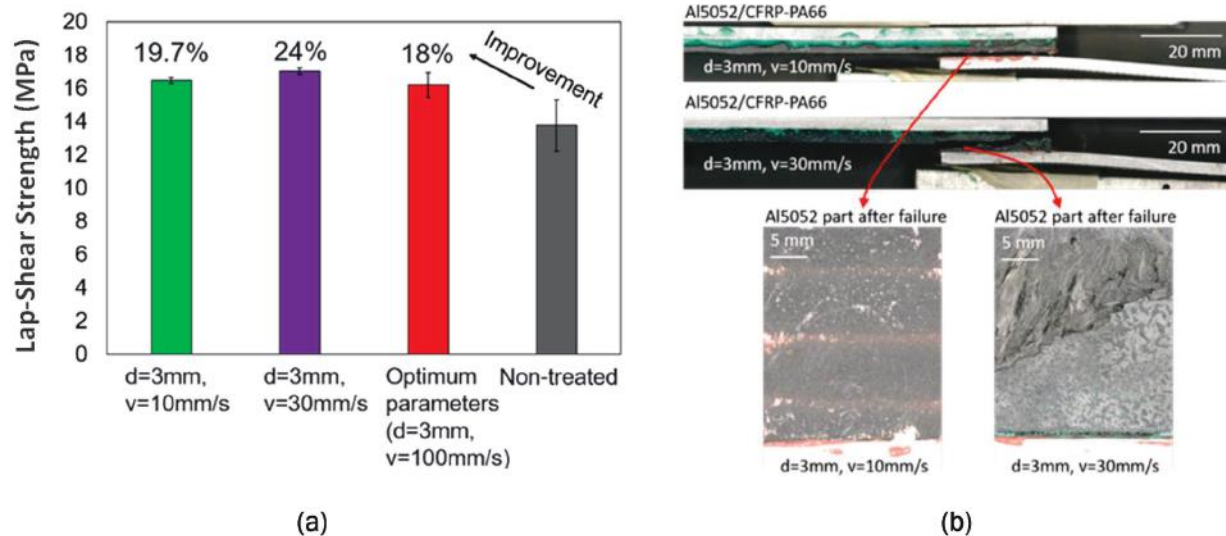 20
18
16
14
12
10
8
6
4
2
0
Lap-Shear Strength (MPa)
19.7%
24%
18%
Improvement
d=3mm,
v=10mm/s
d=3mm,
v=30mm/s
Optimum
parameters
(d=3mm,
v=100mm/s)
Non-treated
(a)
Al5052/CFRP-PA66
20 mm
d=3mm, v=10mm/s
Al5052/CFRP-PA66
20 mm
d=3mm, v=30mm/s
Al5052 part after failure
5 mm
d=3mm, v=10mm/s
Al5052 part after failure
5 mm
d=3mm, v=30mm/s
(b)